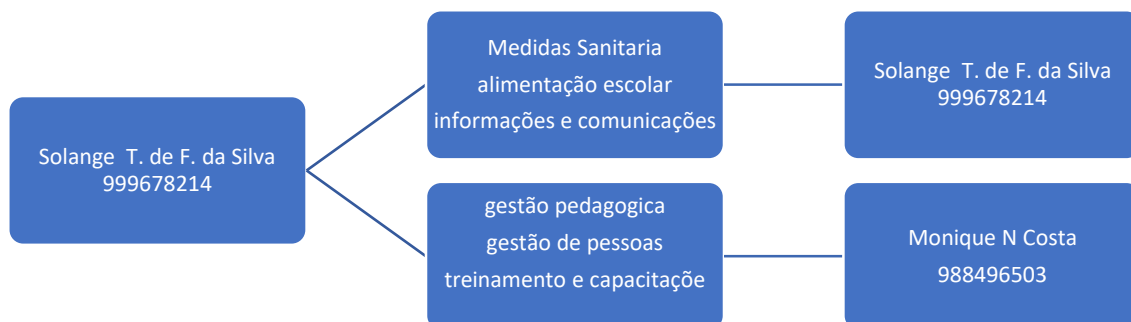 Solange T. de F. da Silva
999678214
Medidas Sanitaria
alimentação escolar
informações e comunicações
Solange T. de F. da Silva
999678214
gestão pedagogica
gestão de pessoas
treinamento e capacitaçõe
Monique N Costa
988496503